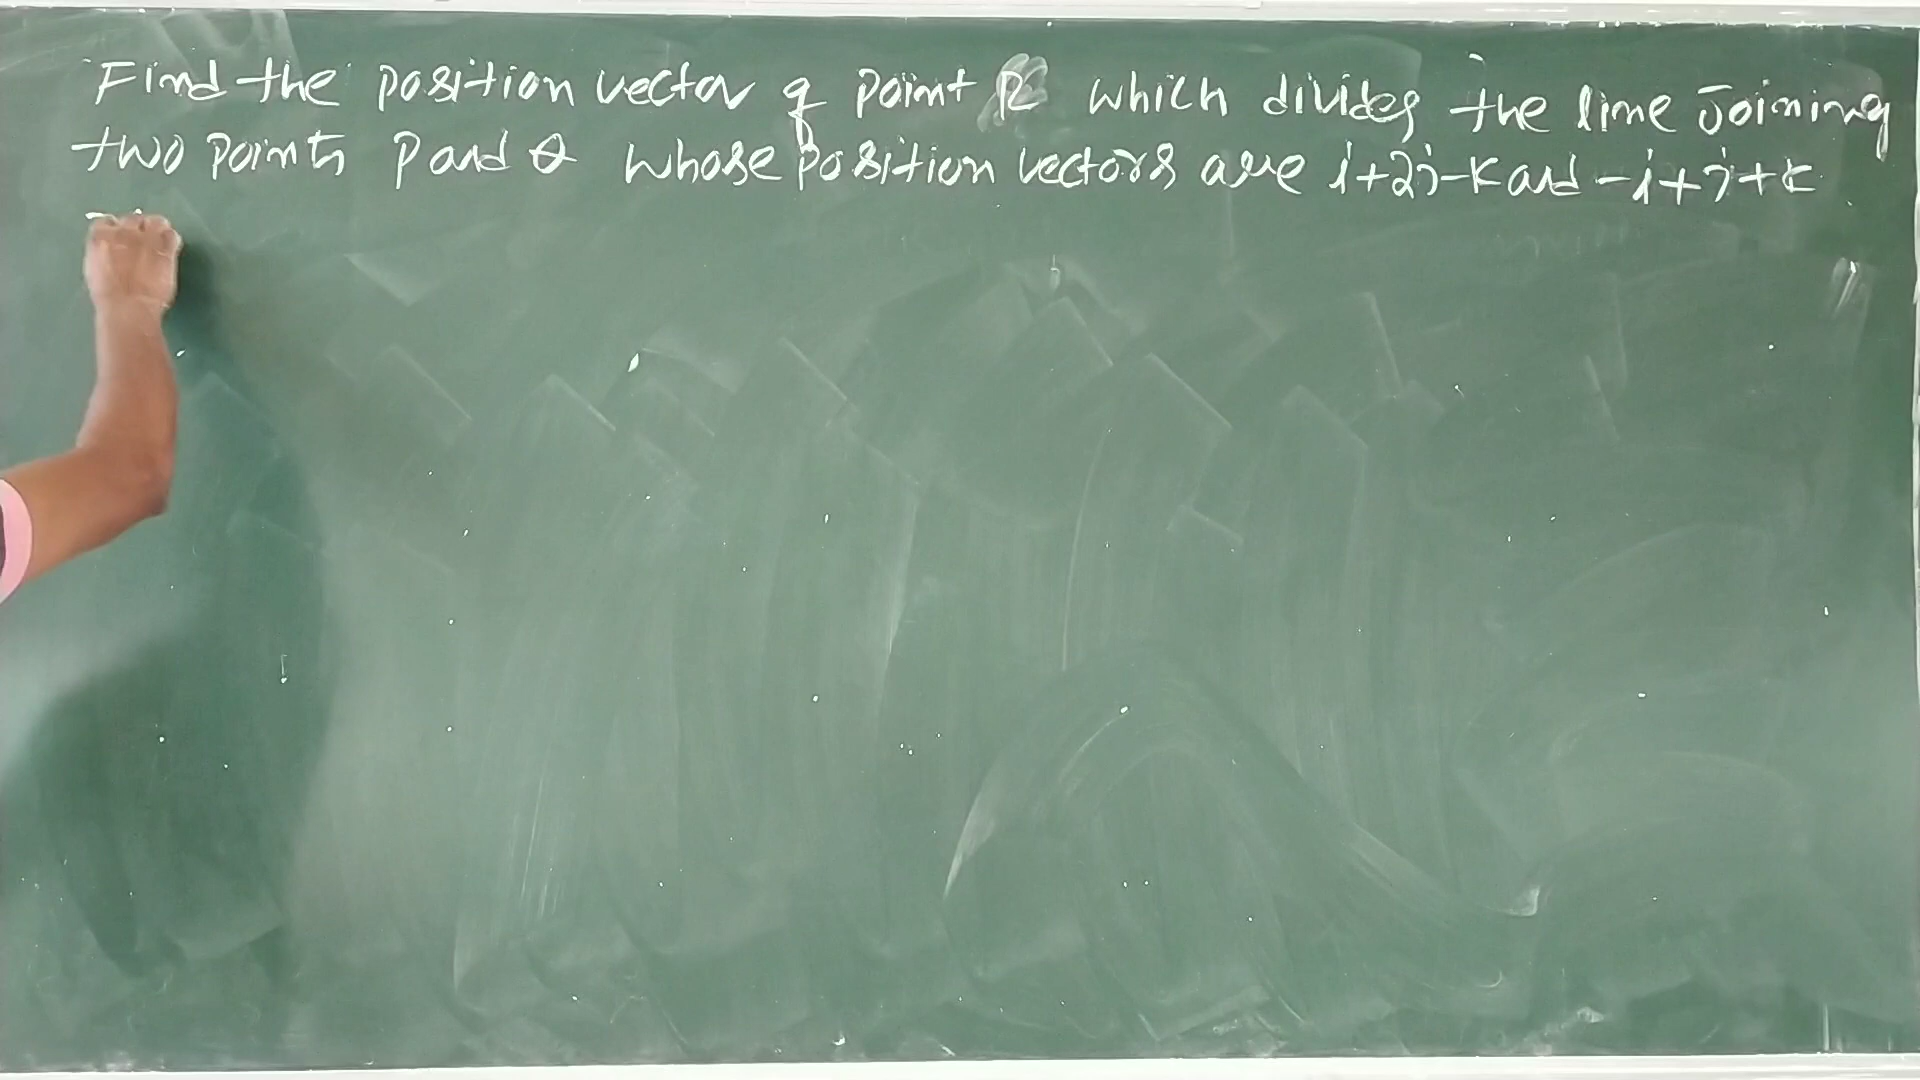 Find the position vector of point R which divides the line Joining
two points P and Q whose position vectors are i+2j-k and -i+j+k